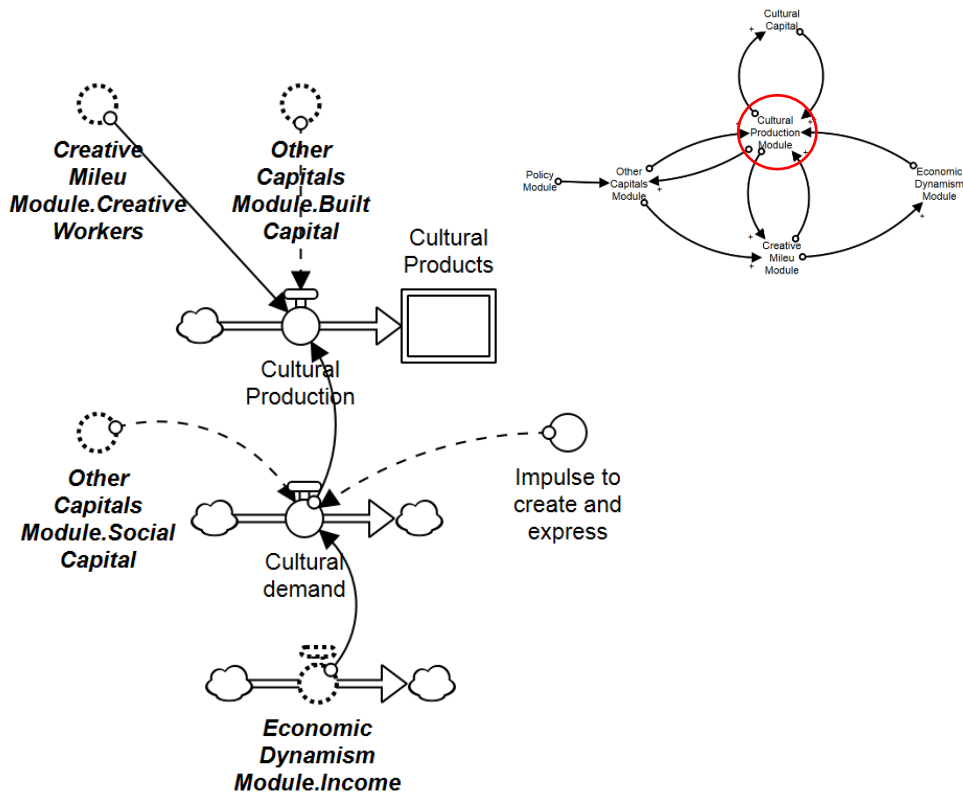 Creative
Mileu
Module.Creative
Workers
Other
Capitals
Module.Built
Capital
Cultural
Products
Cultural
Production
Other
Capitals
Module.Social
Capital
Impulse to
create and
express
Cultural
demand
Economic
Dynamism
Module.Income
Cultural
Capital
+
+
Cultural
Production
Module
+
+
+
Policy
Module
Other
Capitals
Module
+
Economic
Dynamism
Module
+
+
Creative
Mileu
Module
+